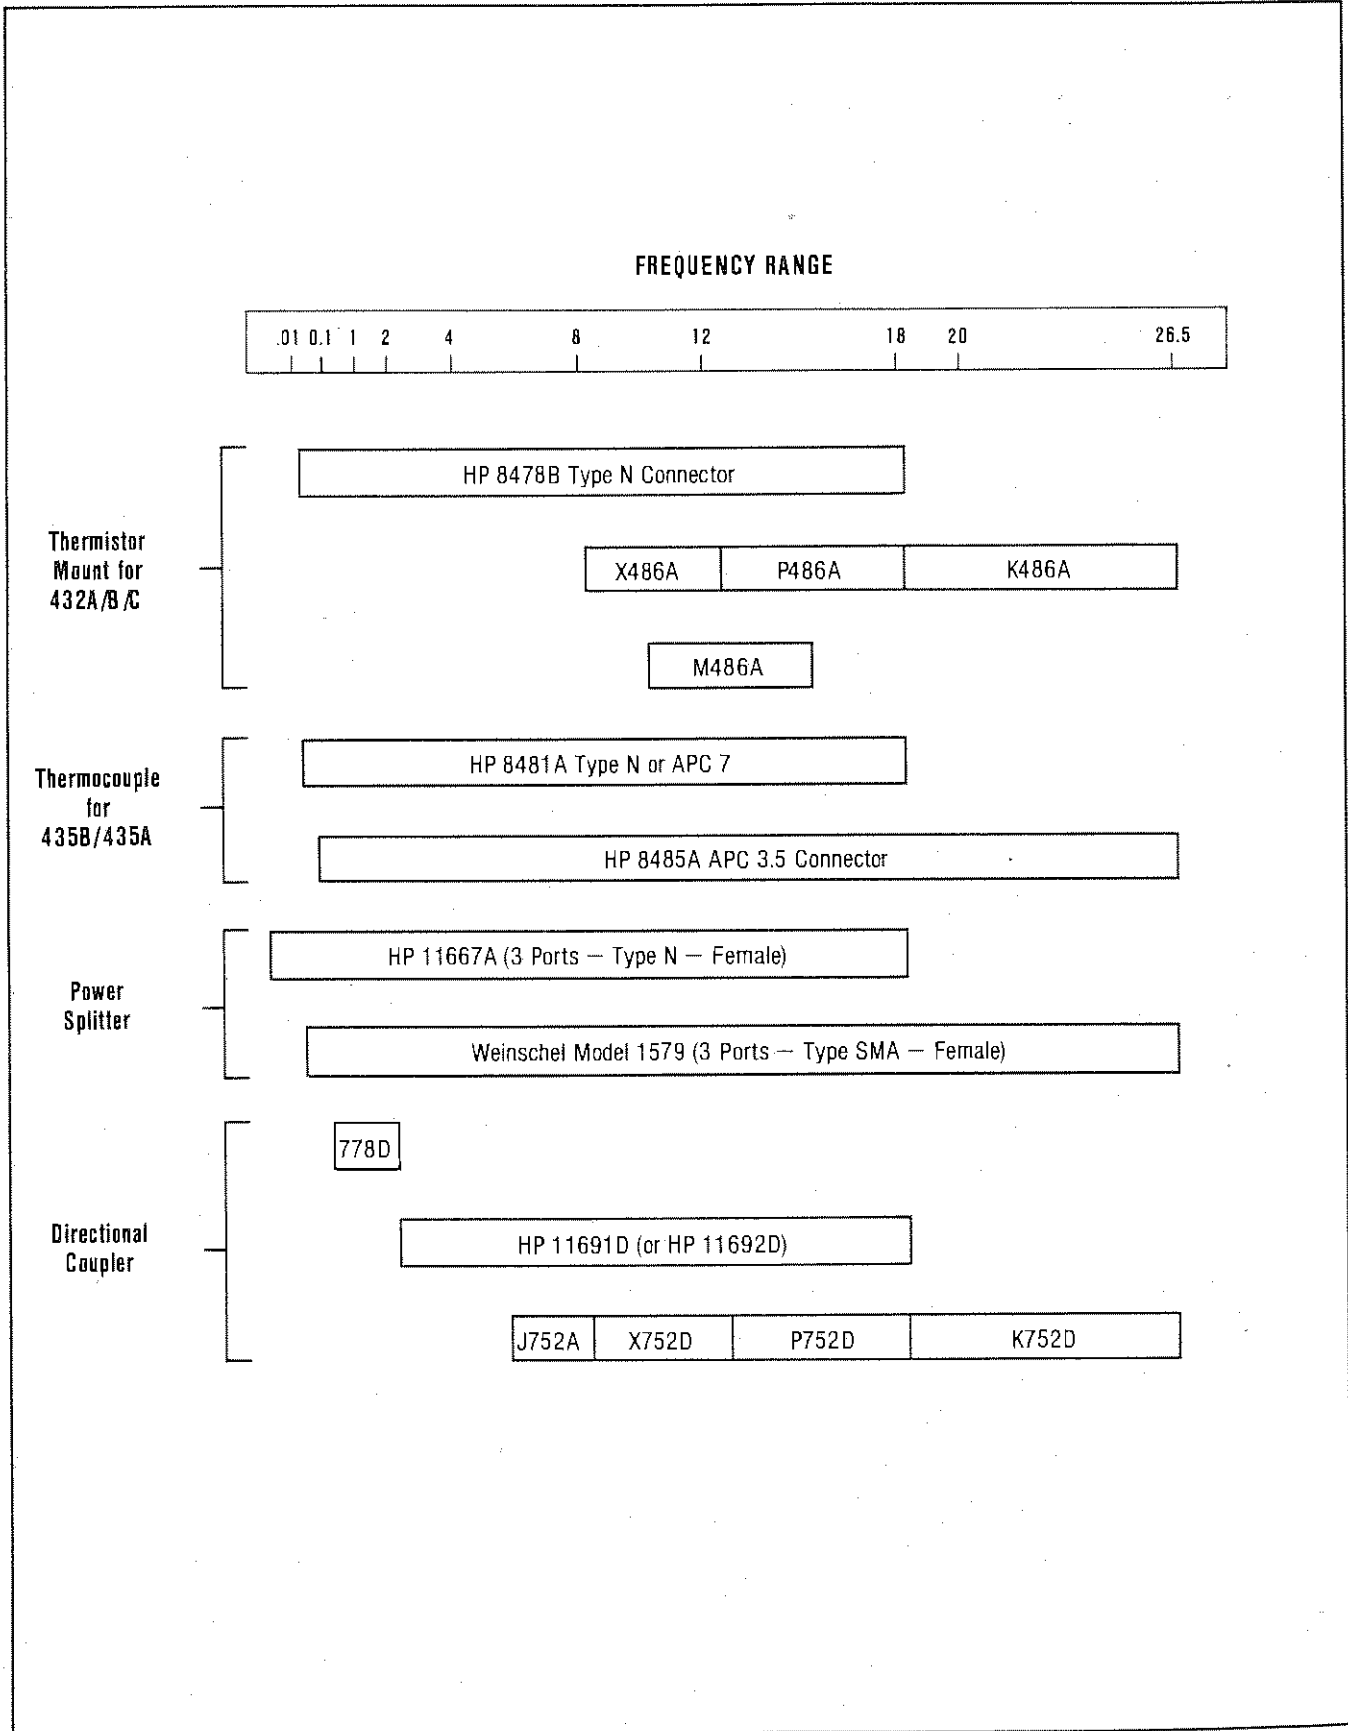 FREQUENCY RANGE
.01 0.1 1 2 4 8 12 18 20 26.5
HP 8478B Type N Connector
Thermistor
Mount for
432A/B/C
X486A P486A K486A
M486A
HP 8481A Type N or APC 7
Thermocouple
for
435B/435A
HP 8485A APC 3.5 Connector
HP 11667A (3 Ports — Type N — Female)
Power
Splitter
Weinschel Model 1579 (3 Ports — Type SMA — Female)
778D
Directional
Coupler
HP 11691D (or HP 11692D)
J752A X752D P752D K752D